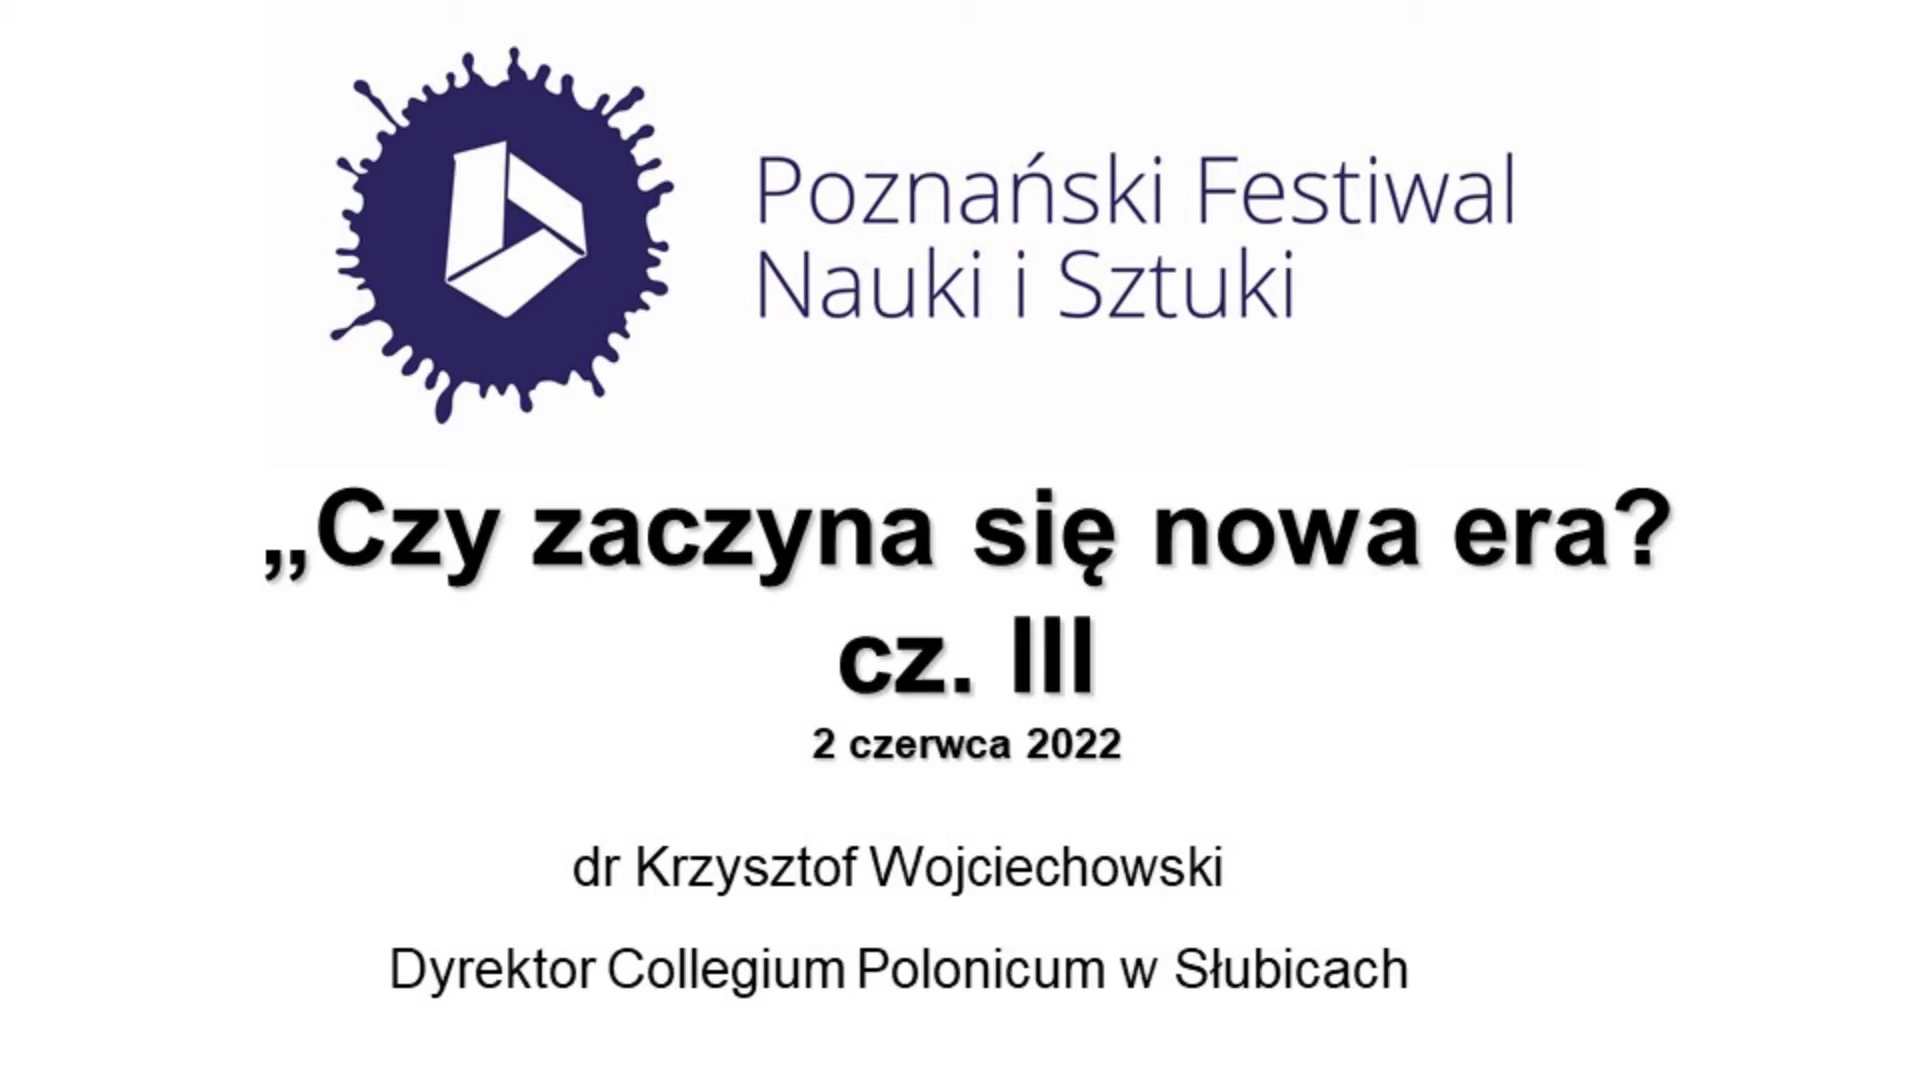 Poznański Festiwal
Nauki i Sztuki
„Czy zaczyna się nowa era?
cz. III
2 czerwca 2022
dr Krzysztof Wojciechowski
Dyrektor Collegium Polonicum w Słubicach